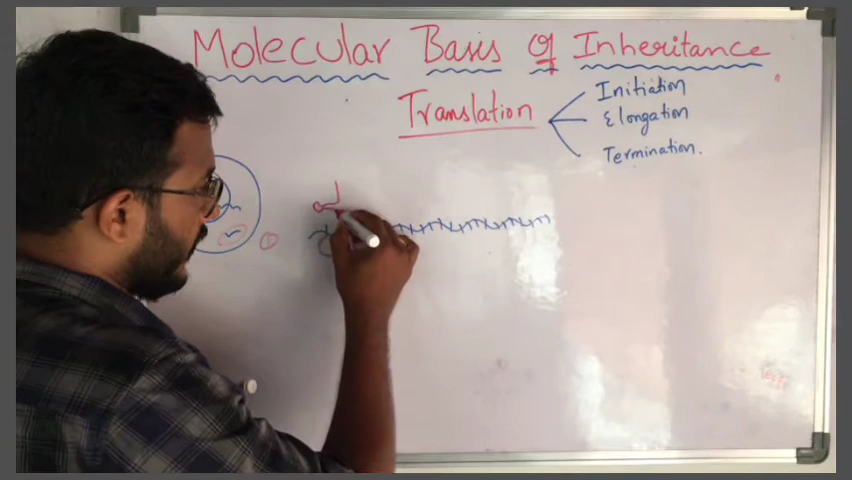 Molecular Basis of Inheritance
Translation
Initiation
Elongation
Termination.